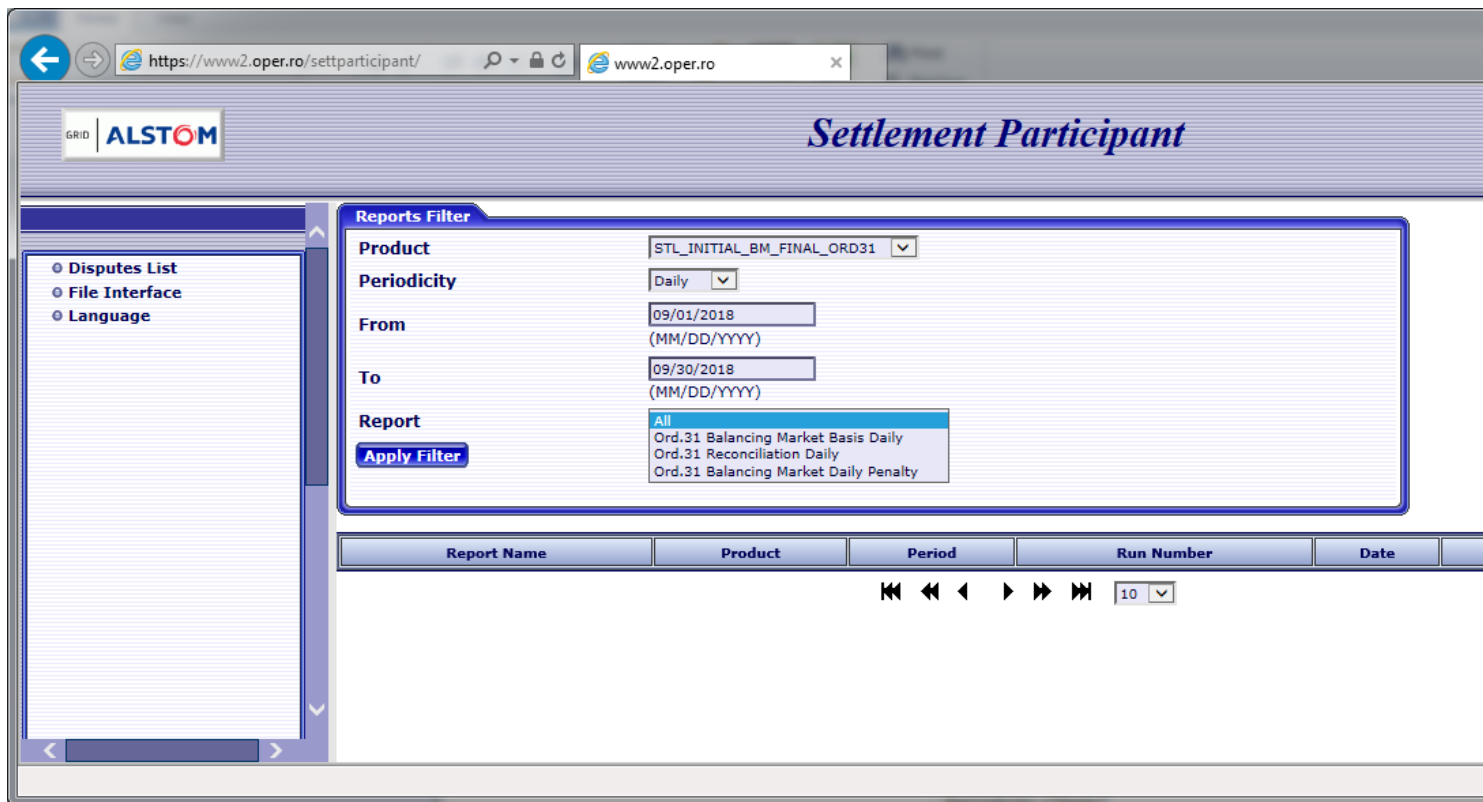 https://www2.oper.ro/settparticipant/
www2.oper.ro
GRID ALSTOM
Settlement Participant
Disputes List
File Interface
Language
Reports Filter
Product STL_INITIAL_BM_FINAL_ORD31
Periodicity Daily
From 09/01/2018
(MM/DD/YYYY)
To 09/30/2018
(MM/DD/YYYY)
Report All
Ord.31 Balancing Market Basis Daily
Ord.31 Reconciliation Daily
Ord.31 Balancing Market Daily Penalty
Apply Filter
Report Name Product Period Run Number Date
10